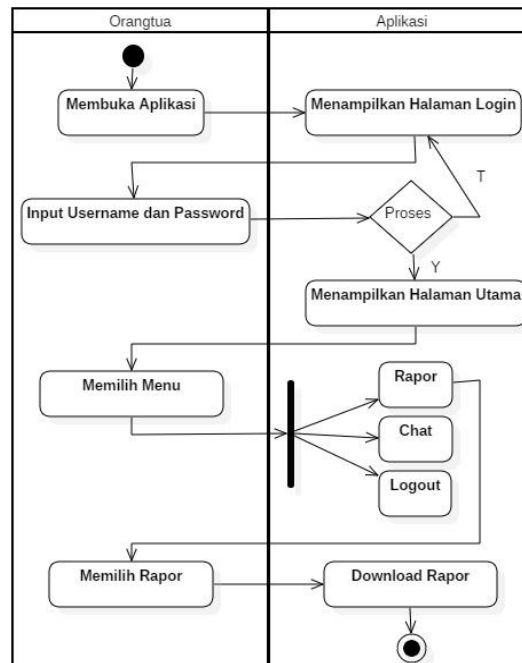 Orangtua
Aplikasi
Membuka Aplikasi
Menampilkan Halaman Login
T
Input Username dan Password
Proses
Y
Menampilkan Halaman Utama
Memilih Menu
Rapor
Chat
Logout
Memilih Rapor
Download Rapor